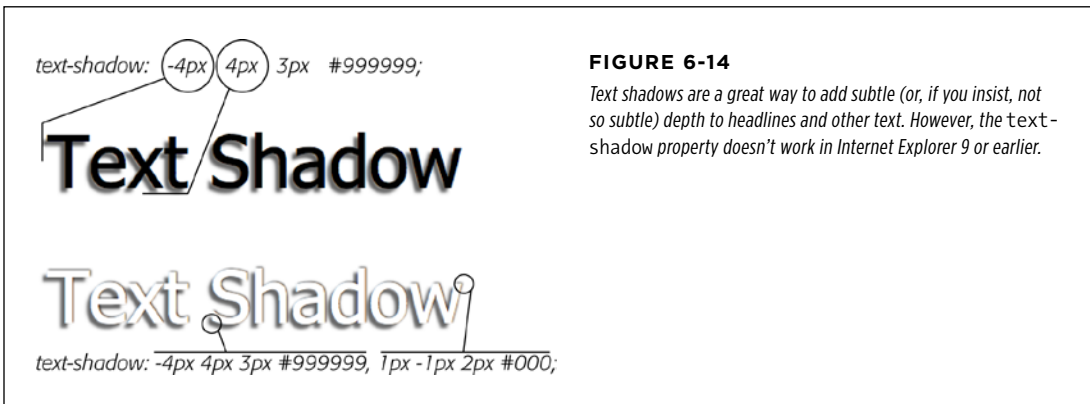 text-shadow: -4px 4px 3px #999999;
Text Shadow
Text Shadow
text-shadow: -4px 4px 3px #999999, 1px -1px 2px #000;
FIGURE 6-14
Text shadows are a great way to add subtle (or, if you insist, not
so subtle) depth to headlines and other text. However, the text-
shadow property doesn't work in Internet Explorer 9 or earlier.